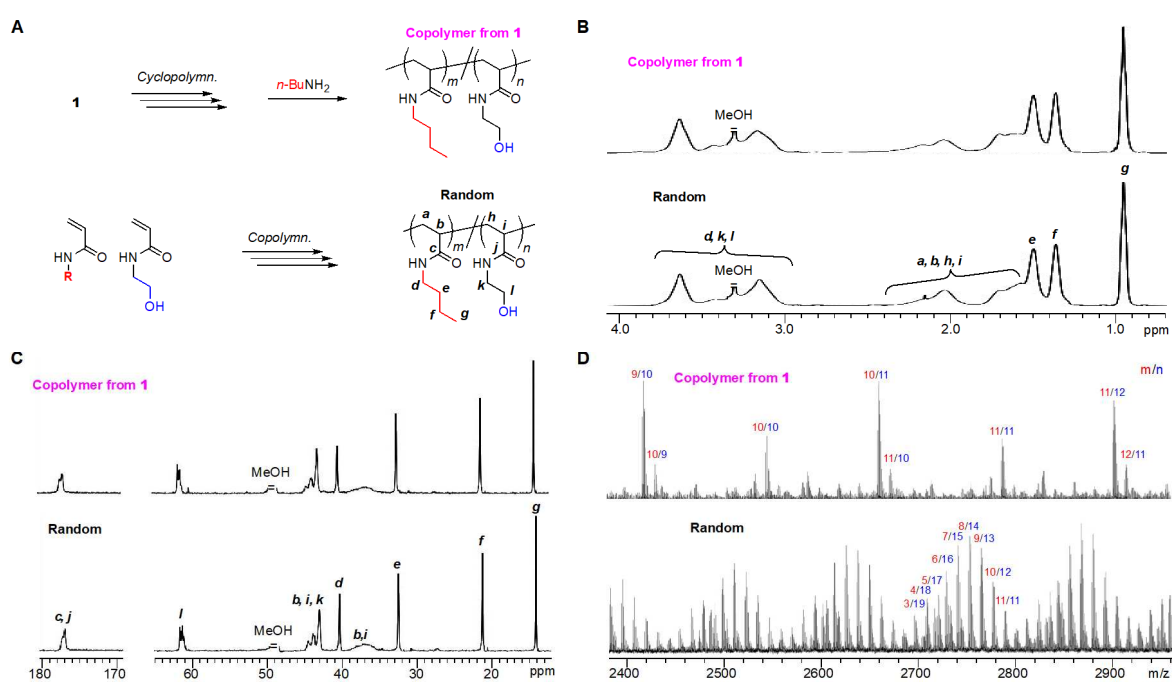 A
Copolymer from 1
1
Cyclopolymn.
n-BuNH2
m
n
HN
O
HN
O
OH
Random
a
b
h
i
m
n
c
j
HN
O
HN
O
R
OH
Copolymn.
HN
O
HN
O
d
e
k
l
f
g
OH
B
Copolymer from 1
MeOH
Random
g
d, k, l
MeOH
a, b, h, i
e
f
4.0
3.0
2.0
1.0
ppm
C
Copolymer from 1
MeOH
Random
g
f
e
d
c, j
l
b, i, k
MeOH
b,i
180
170
60
50
40
30
20
ppm
D
Copolymer from 1
m/n
9/10
10/9
10/10
10/11
11/10
11/11
11/12
12/11
Random
3/19
4/18
5/17
6/16
7/15
8/14
9/13
10/12
11/11
2400
2500
2600
2700
2800
2900
m/z